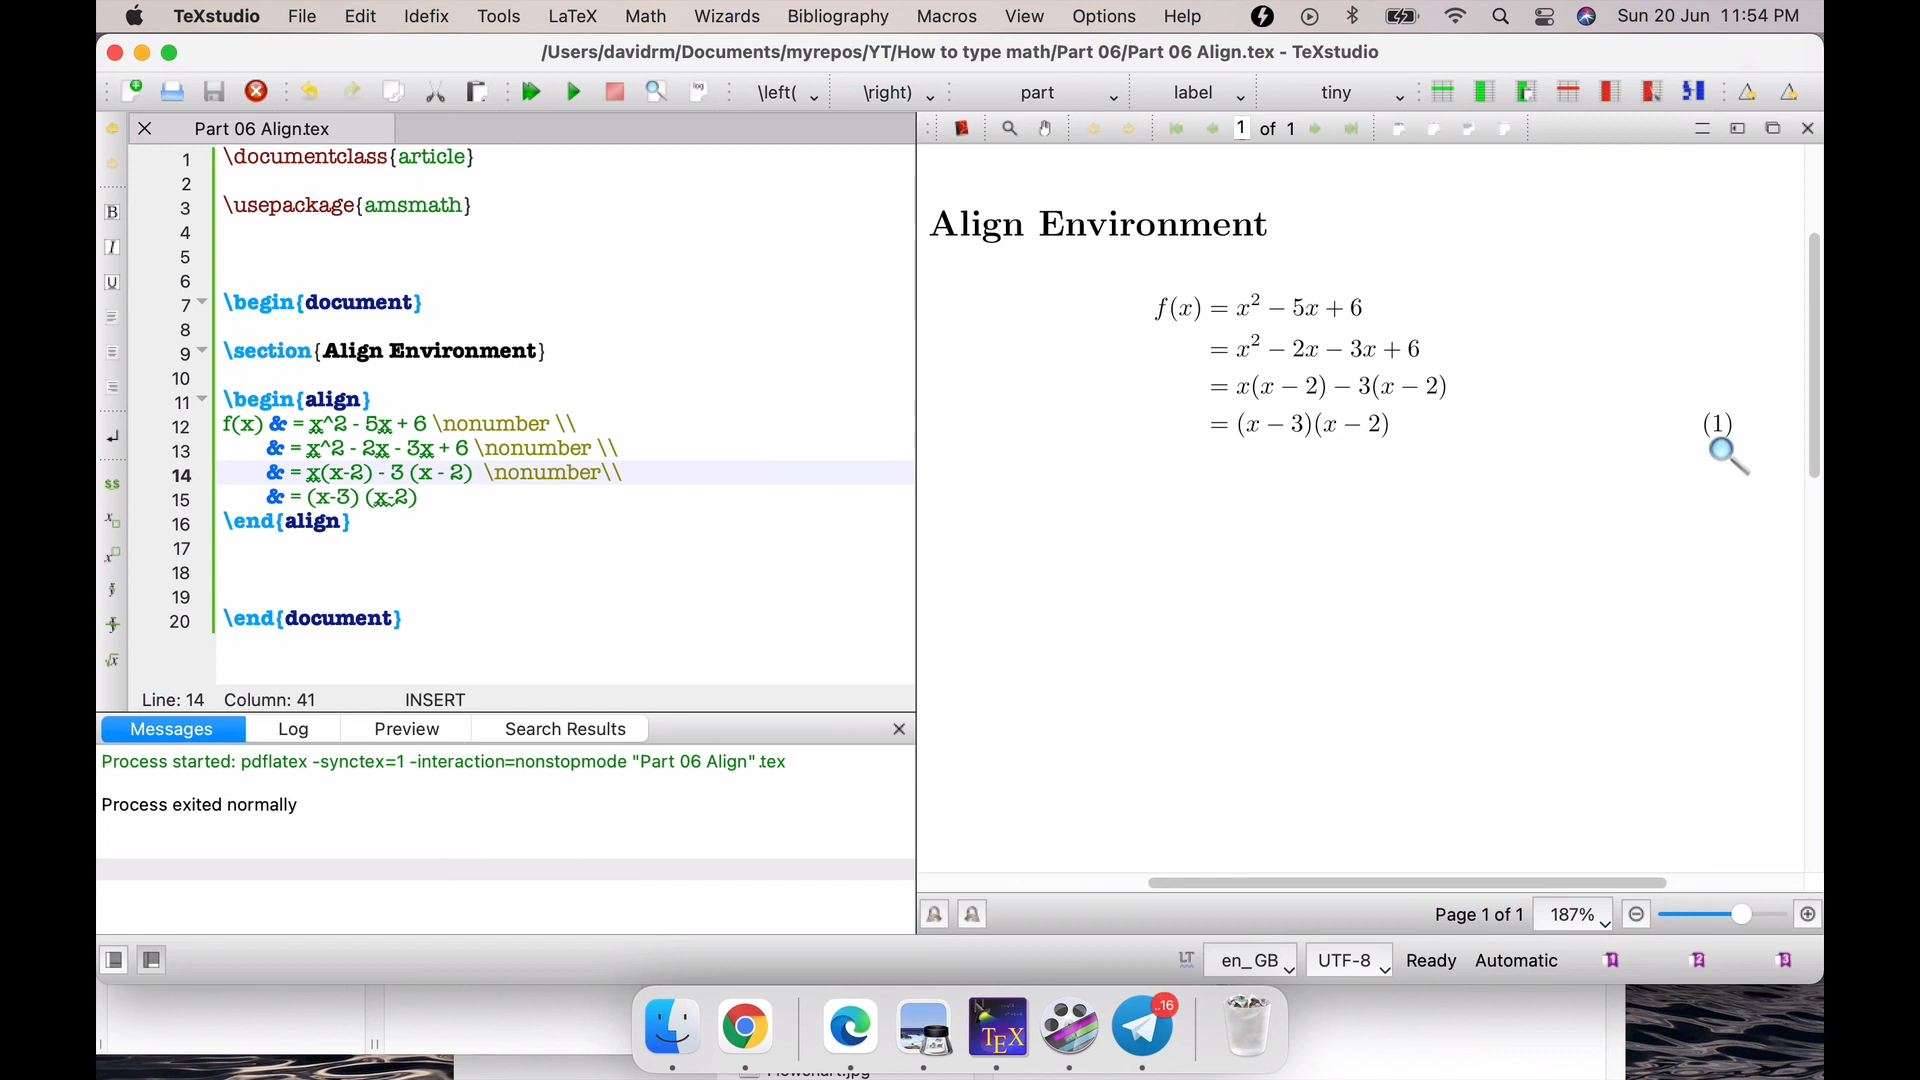 TeXstudio File Edit Idefix Tools LaTeX Math Wizards Bibliography Macros View Options Help Sun 20 Jun 11:54 PM
/Users/davidrm/Documents/myrepos/YT/How to type math/Part 06/Part 06 Align.tex - TeXstudio
\left( \right) part label tiny
Part 06 Align.tex
1 of 1
1 \documentclass{article}
2
3 \usepackage{amsmath}
4
5
6
7 \begin{document}
8
9 \section{Align Environment}
10
11 \begin{align}
12 f(x) & = x^2 - 5x + 6 \nonumber \\
13 & = x^2 - 2x - 3x + 6 \nonumber \\
14 & = x(x-2) - 3 (x - 2) \nonumber\\
15 & = (x-3) (x-2)
16 \end{align}
17
18
19
20 \end{document}
Line: 14 Column: 41 INSERT
Messages Log Preview Search Results
Process started: pdflatex -synctex=1 -interaction=nonstopmode "Part 06 Align".tex
Process exited normally
Align Environment
f(x) = x² − 5x + 6
= x² − 2x − 3x + 6
= x(x − 2) − 3(x − 2)
= (x − 3)(x − 2) (1)
Page 1 of 1 187%
LT en_GB UTF-8 Ready Automatic 1 2 3
TEX ..16